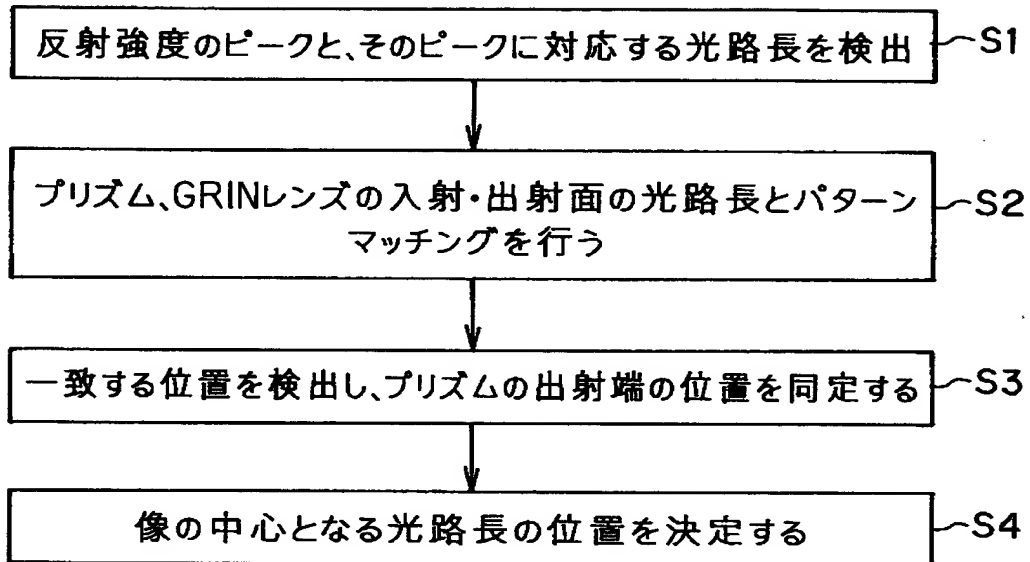 反射強度のピークと、そのピークに対応する光路長を検出 S1
プリズム、GRINレンズの入射・出射面の光路長とパターン S2
マッチングを行う
一致する位置を検出し、プリズムの出射端の位置を同定する S3
像の中心となる光路長の位置を決定する S4